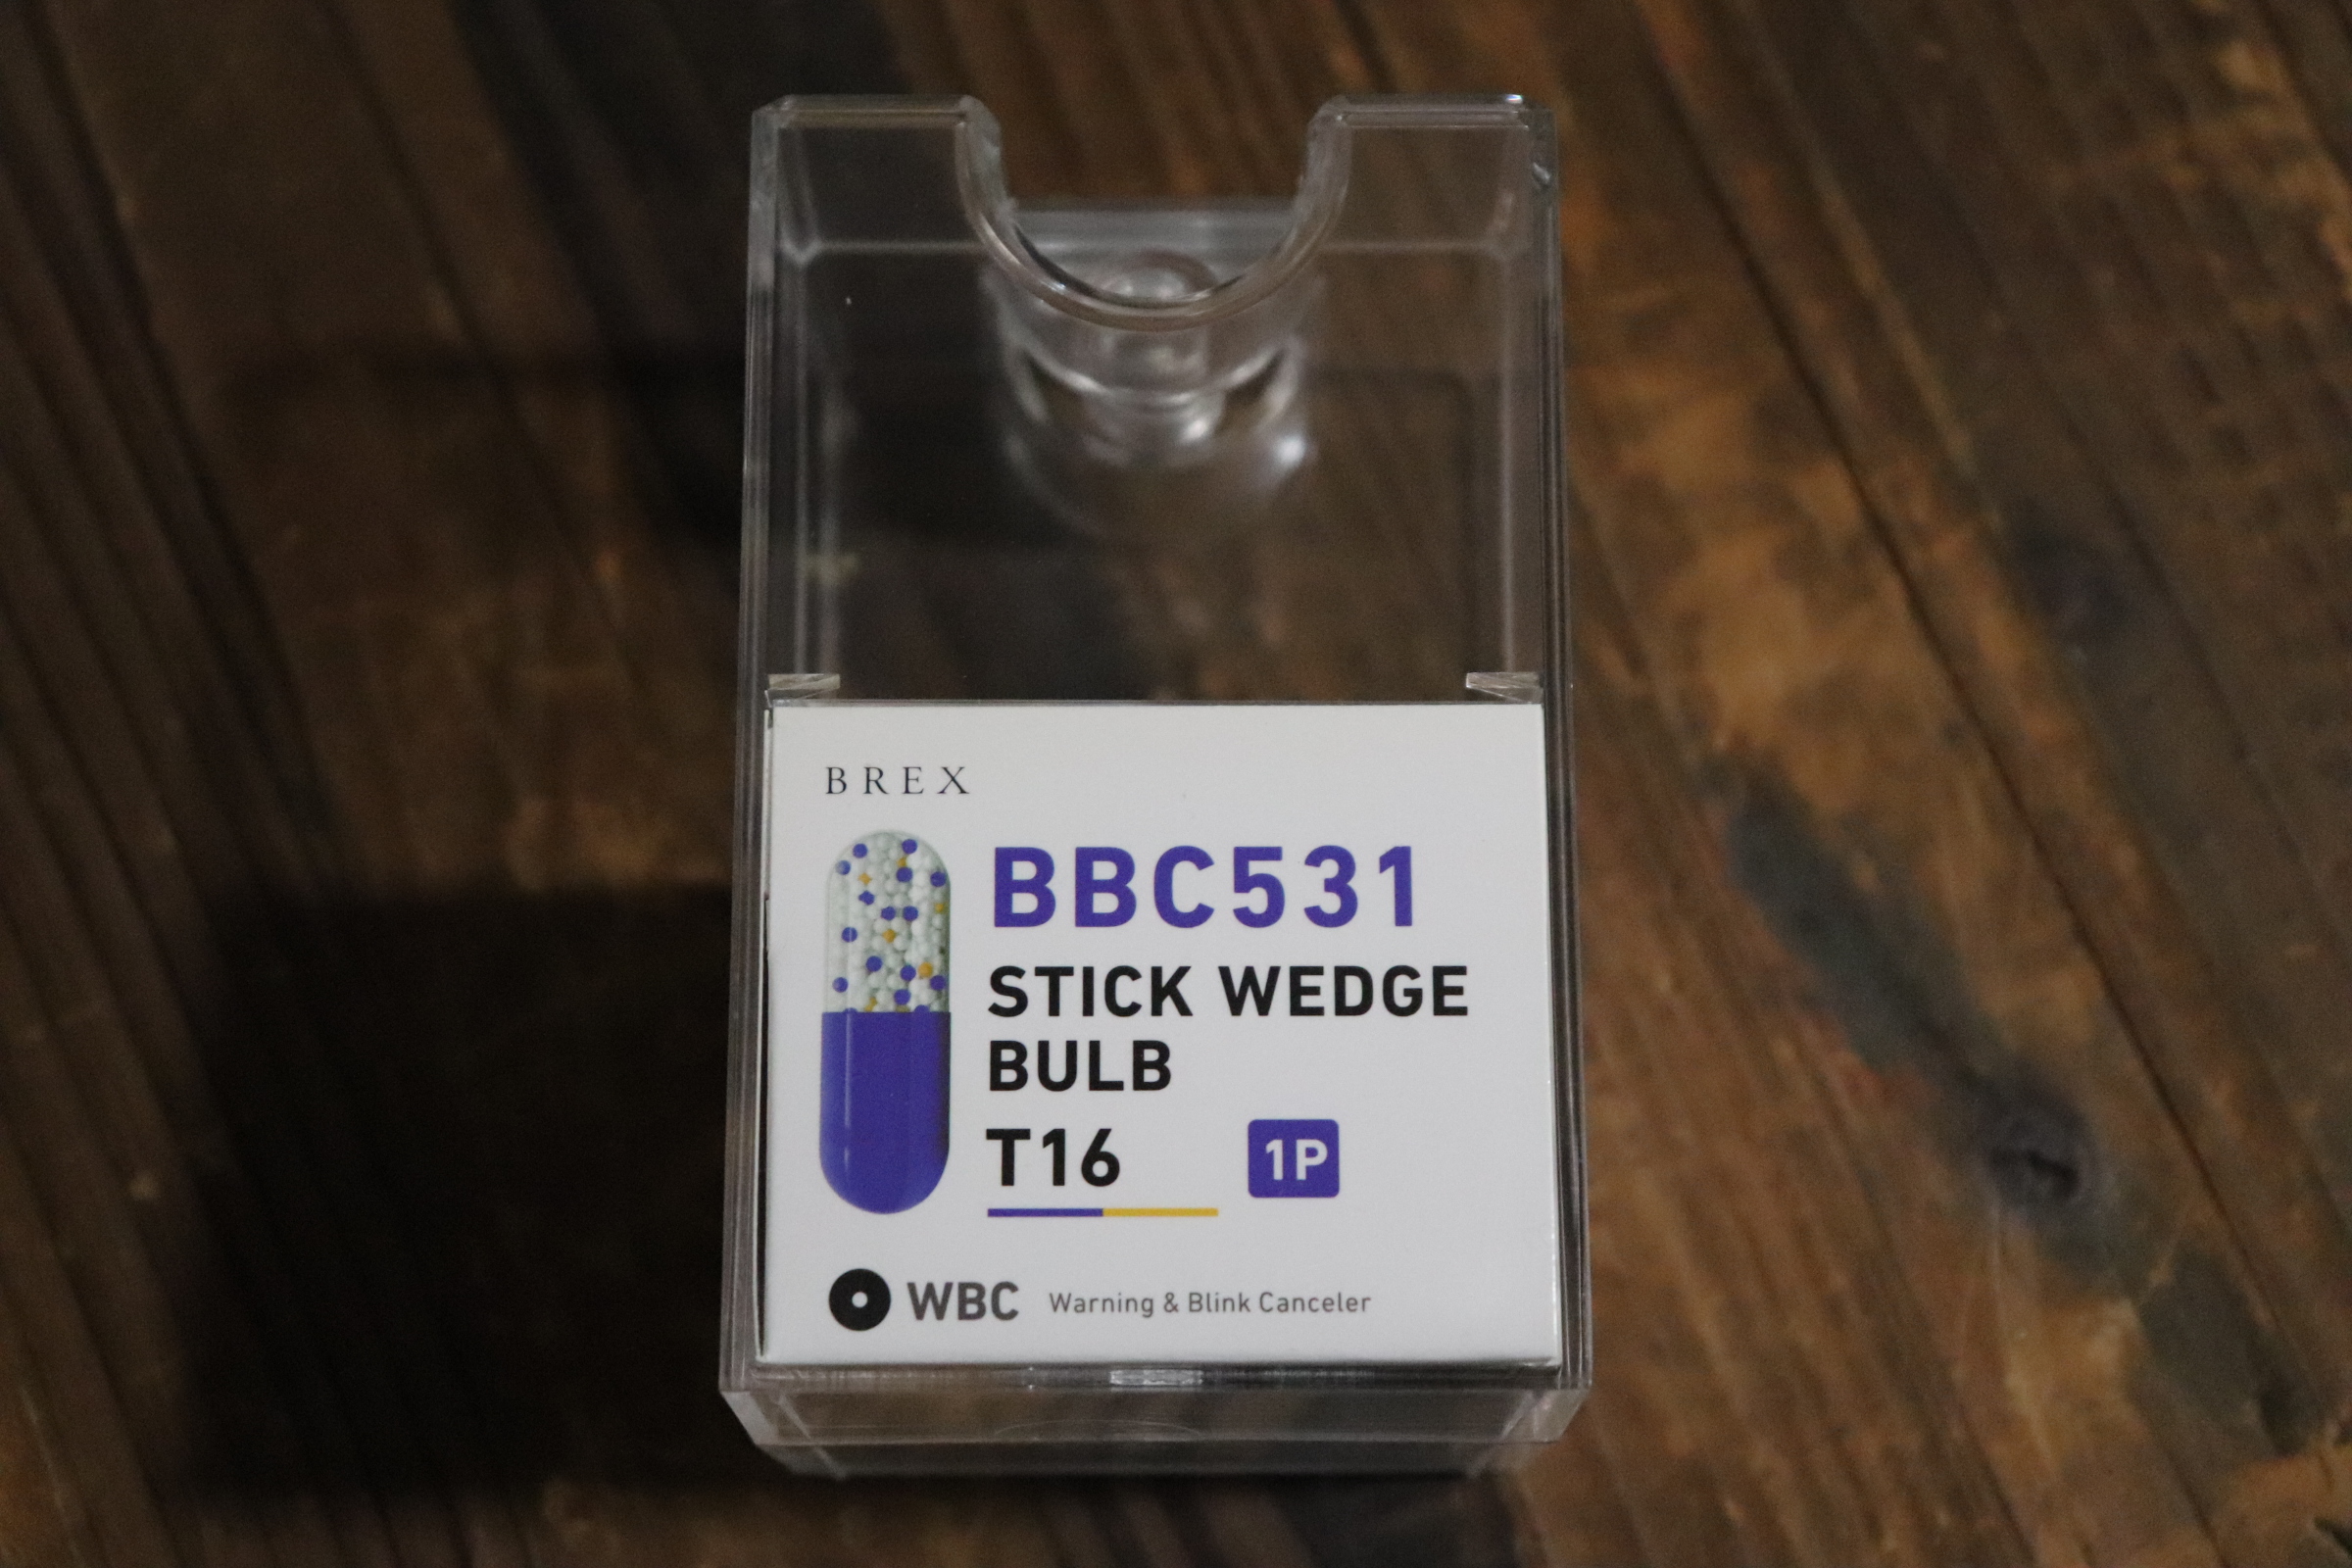 BREX
BBC531
STICK WEDGE
BULB
T16 1P
WBC Warning & Blink Canceler